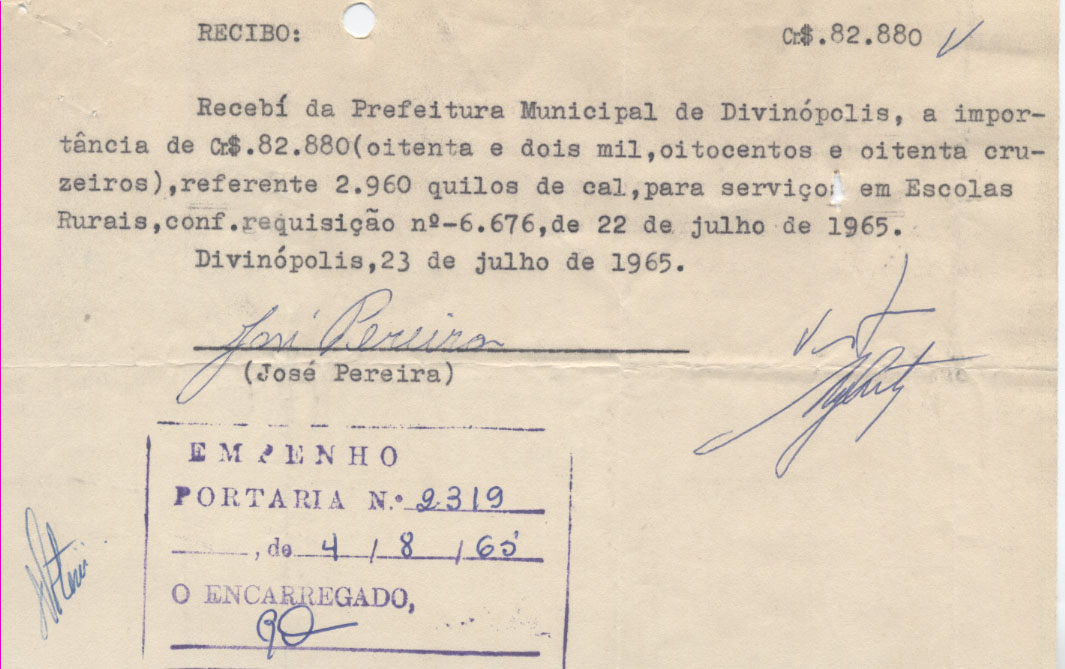 RECIBO: Cr$.82.880
Recebí da Prefeitura Municipal de Divinópolis, a impor-
tância de Cr$.82.880(oitenta e dois mil,oitocentos e oitenta cru-
zeiros),referente 2.960 quilos de cal,para serviços em Escolas
Rurais,conf.requisição nº-6.676,de 22 de julho de 1965.
Divinópolis,23 de julho de 1965.
José Pereira
(José Pereira)
EMPENHO
PORTARIA N.º 2319
, de 4 / 8 / 65
O ENCARREGADO,